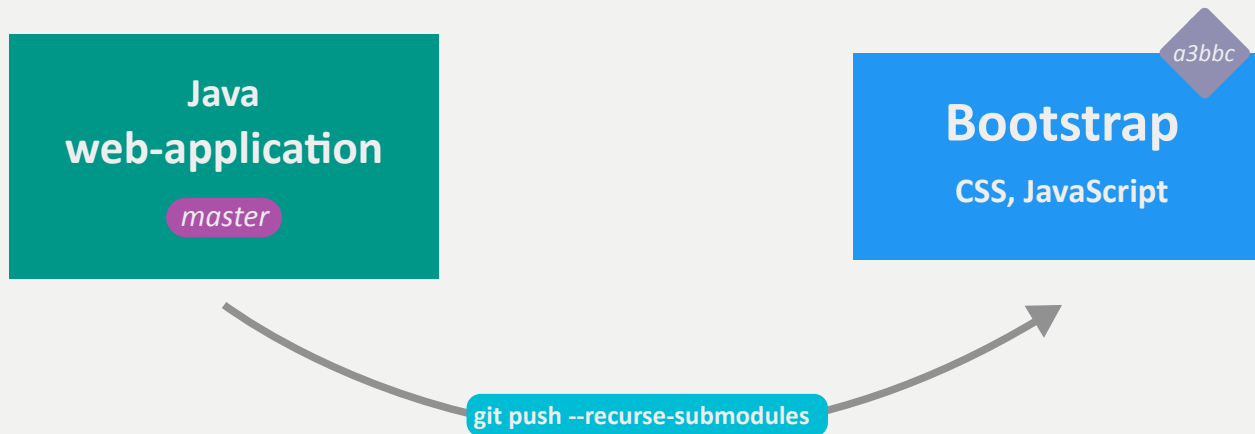 Java
web-application
master
a3bbc
Bootstrap
CSS, JavaScript
git push --recurse-submodules